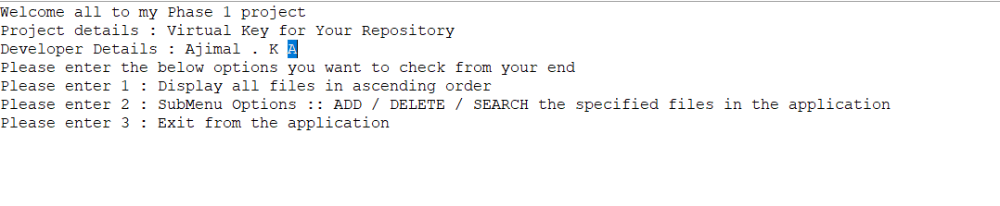 Welcome all to my Phase 1 project
Project details : Virtual Key for Your Repository
Developer Details : Ajimal . K A
Please enter the below options you want to check from your end
Please enter 1 : Display all files in ascending order
Please enter 2 : SubMenu Options :: ADD / DELETE / SEARCH the specified files in the application
Please enter 3 : Exit from the application